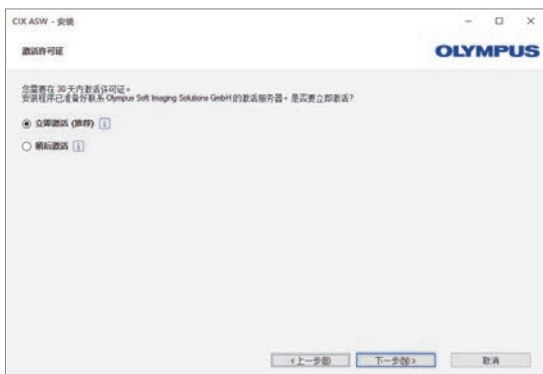 CIX ASW - 安装
激活许可证
OLYMPUS
您需要在 30 天内激活许可证。
安装程序已准备好联系 Olympus Soft Imaging Solutions GmbH 的激活服务器。是否要立即激活?
立即激活 (推荐)
稍后激活
<上一步(B)
下一步(N)>
取消